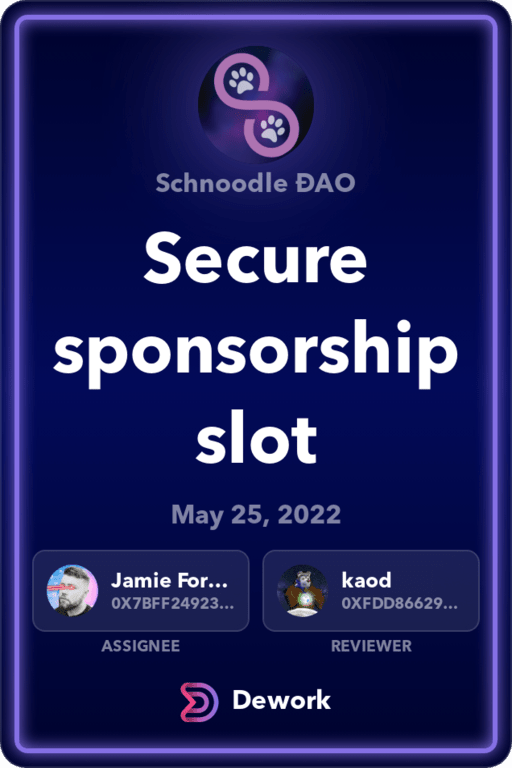 Schnoodle ĐAO
Secure
sponsorship
slot
May 25, 2022
Jamie For...
0X7BFF24923...
kaod
0XFDD86629...
ASSIGNEE
REVIEWER
Dework